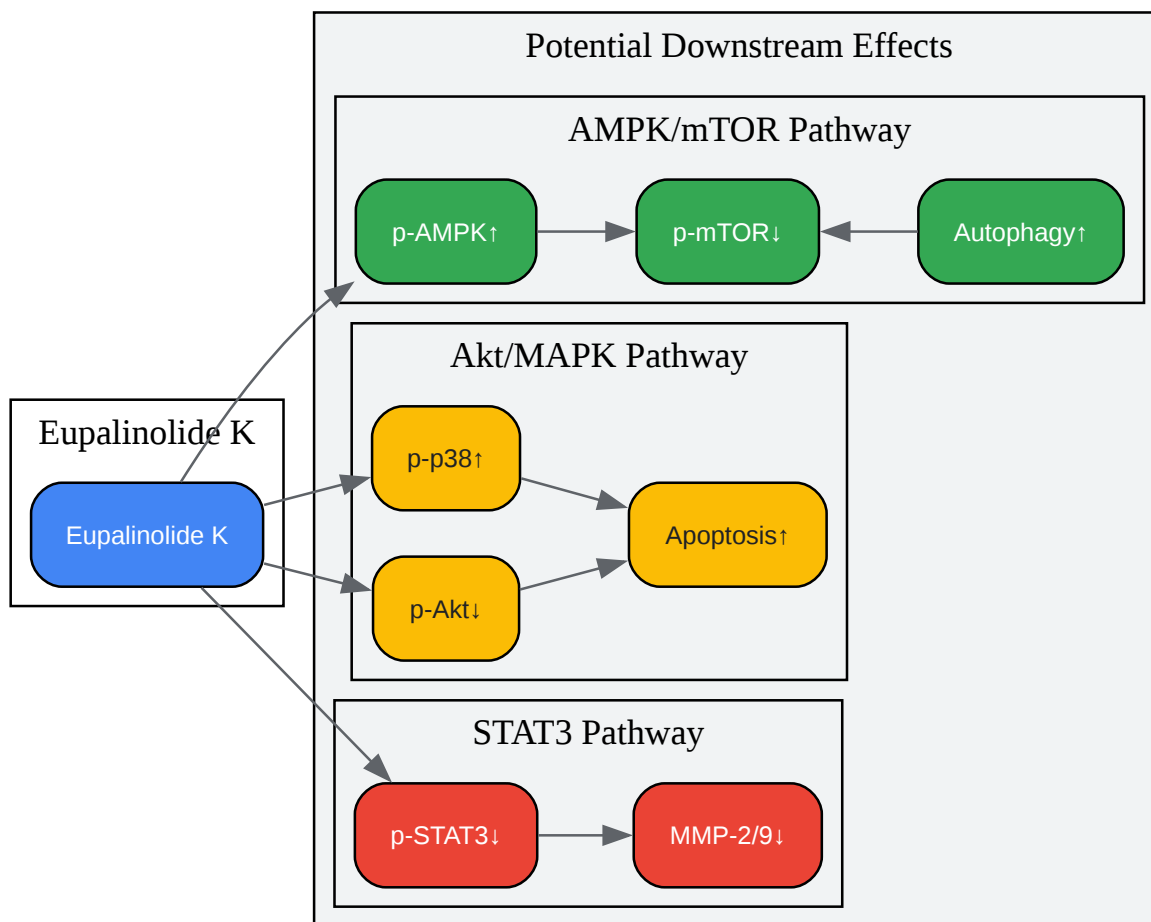 Potential Downstream Effects
AMPK/mTOR Pathway
p-AMPK↑
p-mTOR↓
Autophagy↑
Akt/MAPK Pathway
p-p38↑
p-Akt↓
Apoptosis↑
Eupalinolide K
Eupalinolide K
STAT3 Pathway
p-STAT3↓
MMP-2/9↓